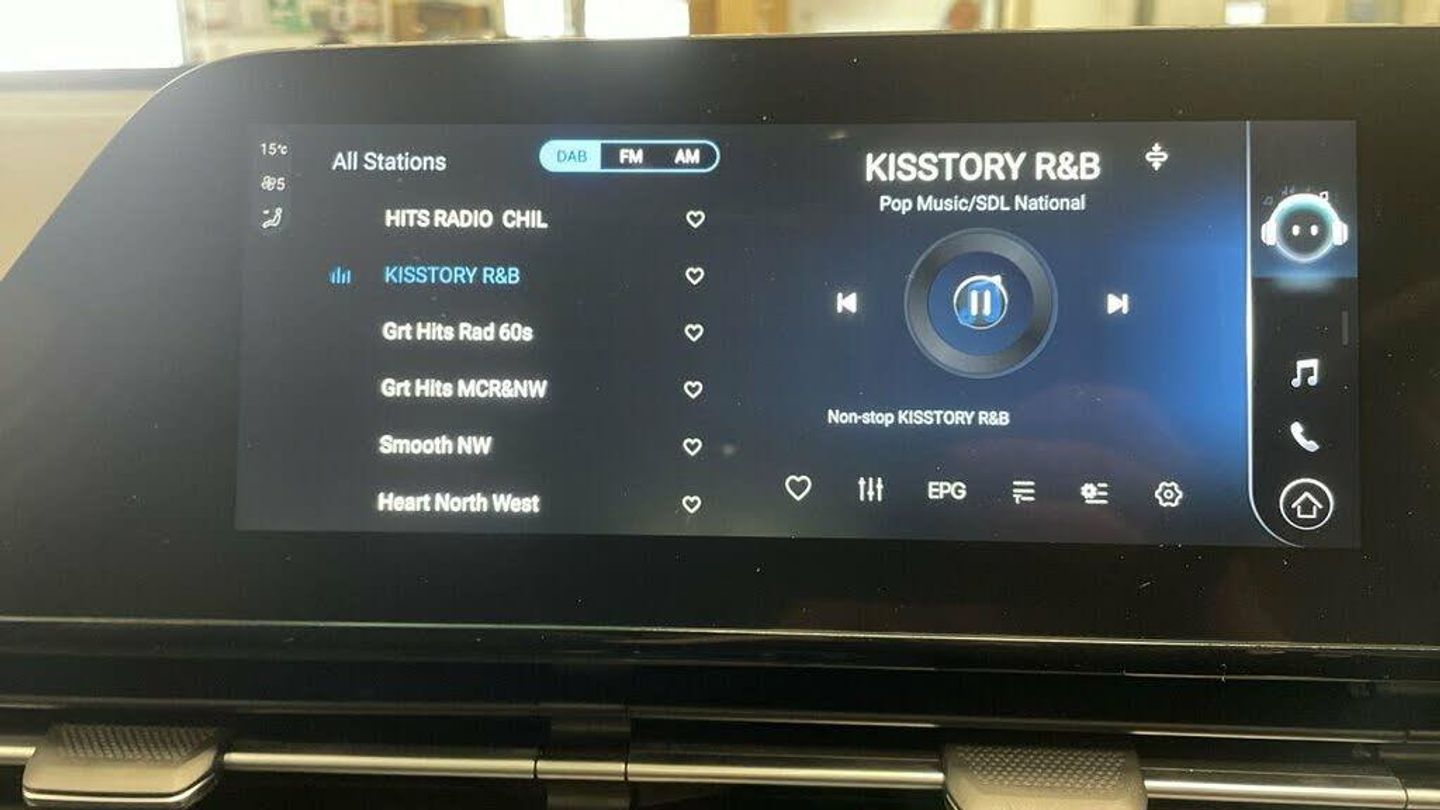 15°c
5
All Stations
DAB FM AM
HITS RADIO CHIL
KISSTORY R&B
Grt Hits Rad 60s
Grt Hits MCR&NW
Smooth NW
Heart North West
KISSTORY R&B
Pop Music/SDL National
Non-stop KISSTORY R&B
EPG